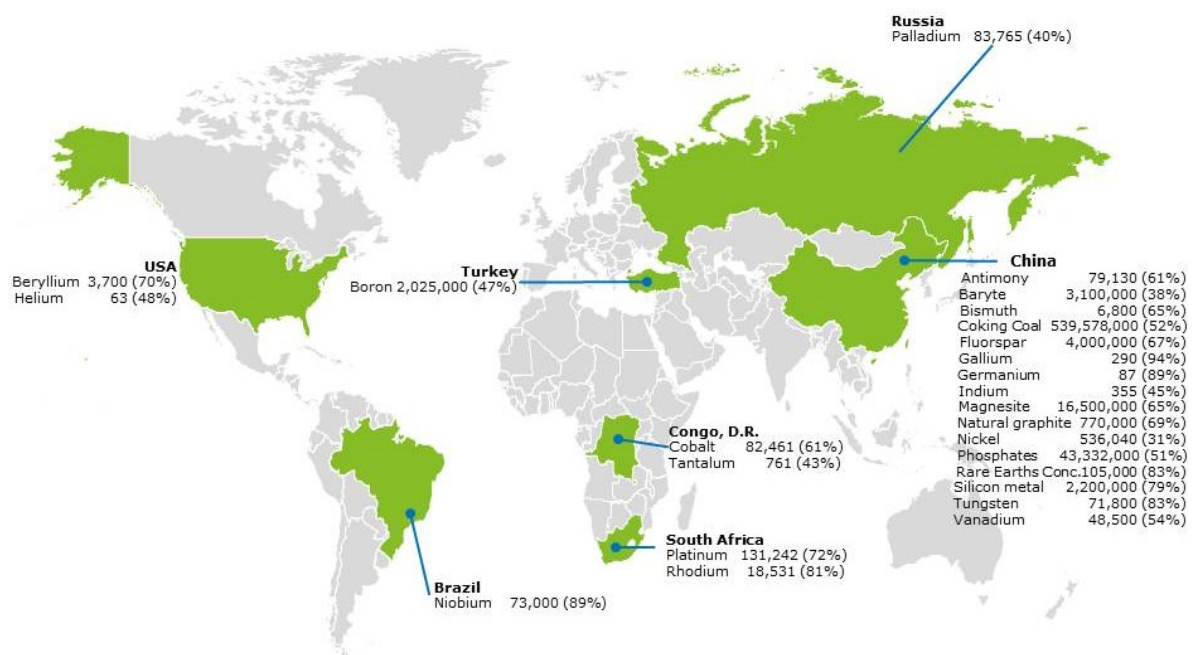 Russia
Palladium 83,765 (40%)
USA
Beryllium 3,700 (70%)
Helium 63 (48%)
Turkey
Boron 2,025,000 (47%)
China
Antimony 79,130 (61%)
Baryte 3,100,000 (38%)
Bismuth 6,800 (65%)
Coking Coal 539,578,000 (52%)
Fluorspar 4,000,000 (67%)
Gallium 290 (94%)
Germanium 87 (89%)
Indium 355 (45%)
Magnesite 16,500,000 (65%)
Natural graphite 770,000 (69%)
Nickel 536,040 (31%)
Phosphates 43,332,000 (51%)
Rare Earths Conc.105,000 (83%)
Silicon metal 2,200,000 (79%)
Tungsten 71,800 (83%)
Vanadium 48,500 (54%)
Congo, D.R.
Cobalt 82,461 (61%)
Tantalum 761 (43%)
South Africa
Platinum 131,242 (72%)
Rhodium 18,531 (81%)
Brazil
Niobium 73,000 (89%)